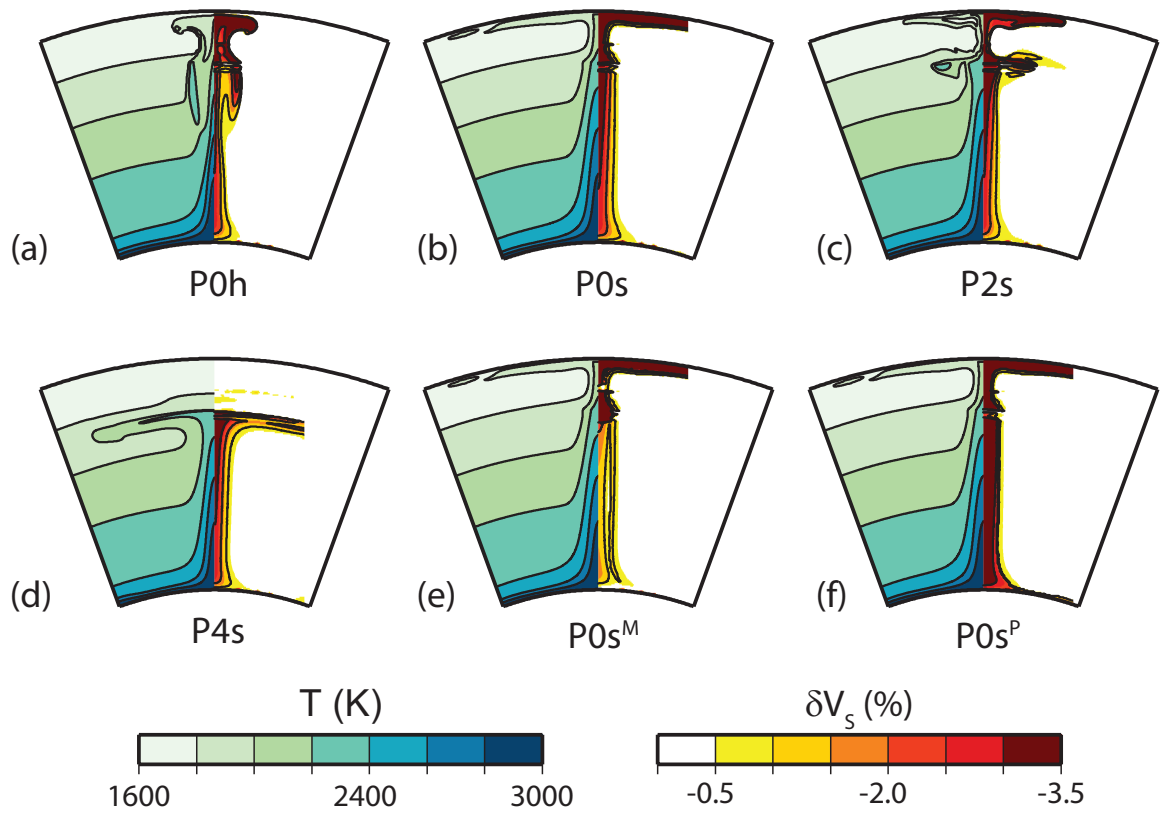 (a)
P0h
(b)
P0s
(c)
P2s
(d)
P4s
(e)
P0sᴹ
(f)
P0sᴾ
T (K)
1600 2400 3000
δVₛ (%)
-0.5 -2.0 -3.5